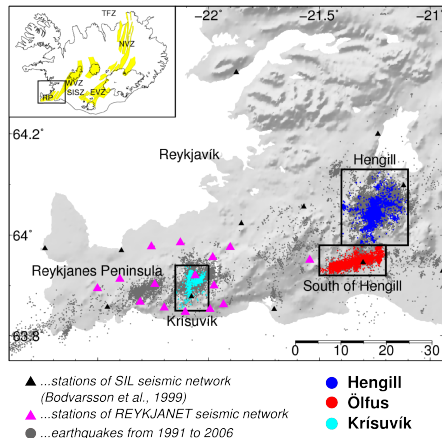 -22
-21.5
-21
TFZ
NVZ
WVZ
SISZ
EVZ
RP
64.2
Hengill
Reykjavík
64
Reykjanes Peninsula
South of Hengill
Krísuvík
63.8
0 10 20 30
...stations of SIL seismic network
(Bodvarsson et al., 1999)
...stations of REYKJANET seismic network
...earthquakes from 1991 to 2006
Hengill
Ölfus
Krísuvík